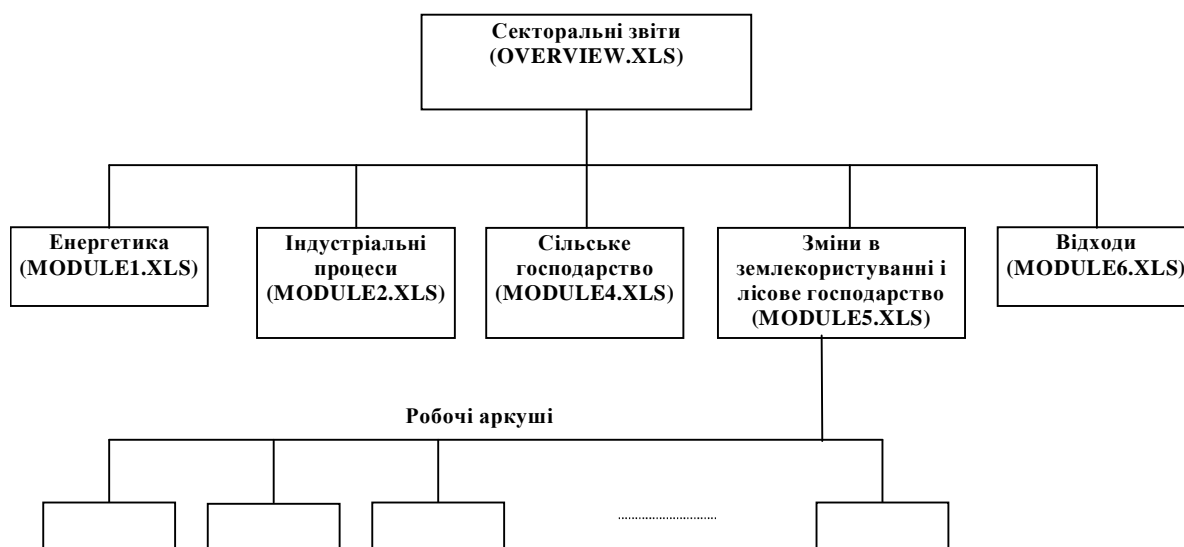 Секторальні звіти
(OVERVIEW.XLS)
Енергетика
(MODULE1.XLS)
Індустріальні
процеси
(MODULE2.XLS)
Сільське
господарство
(MODULE4.XLS)
Зміни в
землекористуванні і
лісове господарство
(MODULE5.XLS)
Відходи
(MODULE6.XLS)
Робочі аркуші